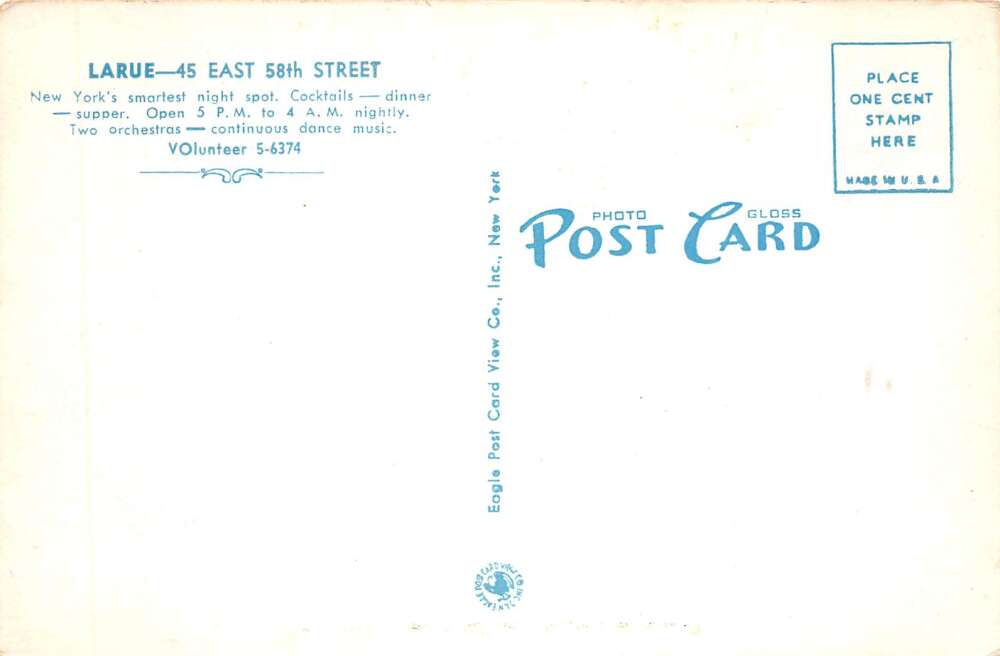 LARUE—45 EAST 58th STREET
New York's smartest night spot. Cocktails — dinner
— supper. Open 5 P.M. to 4 A.M. nightly.
Two orchestras — continuous dance music.
VOlunteer 5-6374
PLACE
ONE CENT
STAMP
HERE
MADE IN U.S.A
PHOTO GLOSS
POST CARD
Eagle Post Card View Co., Inc., New York